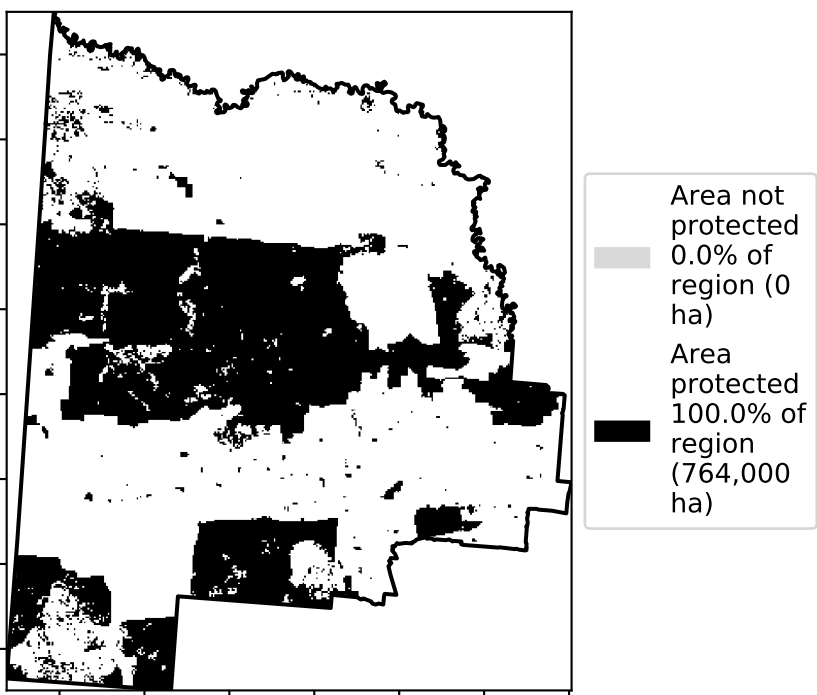 Area not
protected
0.0% of
region (0
ha)
Area
protected
100.0% of
region
(764,000
ha)